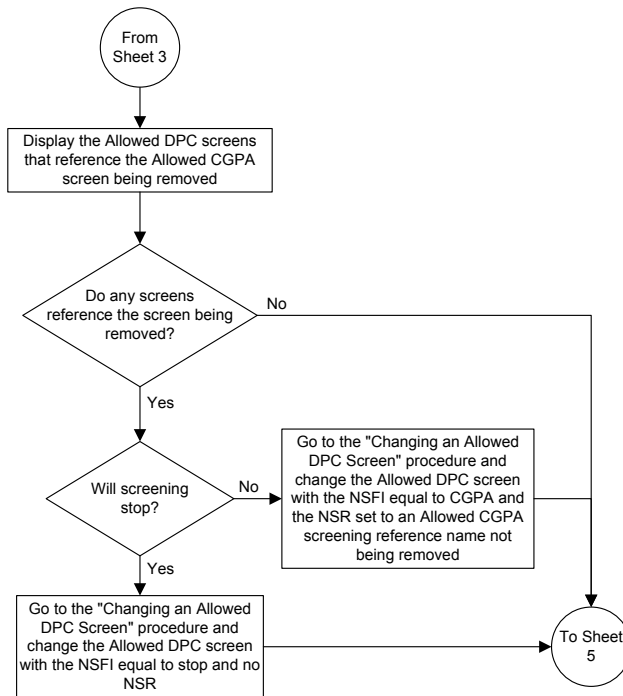 From
Sheet 3
Display the Allowed DPC screens
that reference the Allowed CGPA
screen being removed
Do any screens
reference the screen being
removed?
No
Yes
Will screening
stop?
No
Go to the "Changing an Allowed
DPC Screen" procedure and
change the Allowed DPC screen
with the NSFI equal to CGPA and
the NSR set to an Allowed CGPA
screening reference name not
being removed
Yes
Go to the "Changing an Allowed
DPC Screen" procedure and
change the Allowed DPC screen
with the NSFI equal to stop and no
NSR
To Sheet
5